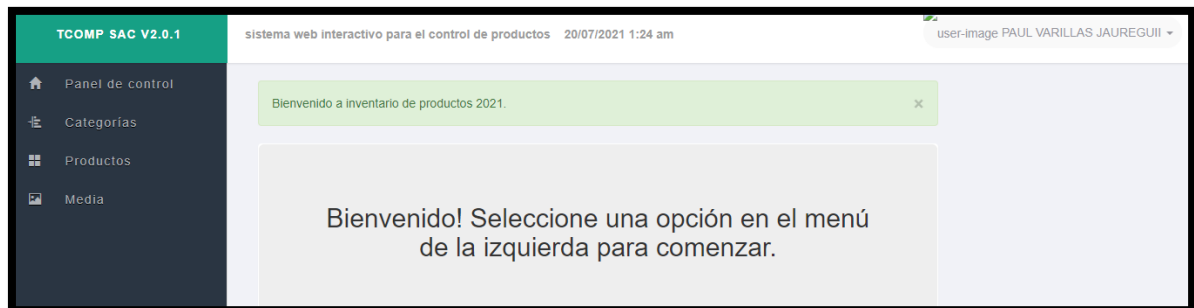 TCOMP SAC V2.0.1
sistema web interactivo para el control de productos 20/07/2021 1:24 am
user-image PAUL VARILLAS JAUREGUII
Panel de control
Categorías
Productos
Media
Bienvenido a inventario de productos 2021.
×
Bienvenido! Seleccione una opción en el menú
de la izquierda para comenzar.